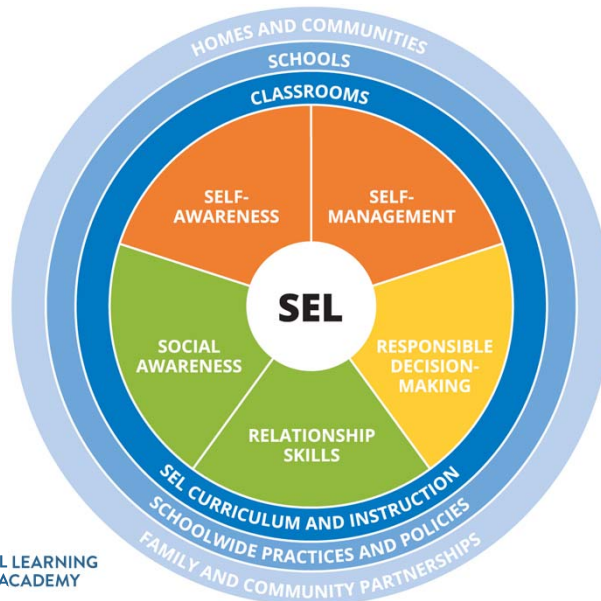 HOMES AND COMMUNITIES
SCHOOLS
CLASSROOMS
SELF-
AWARENESS
SELF-
MANAGEMENT
SEL
SOCIAL
AWARENESS
RESPONSIBLE
DECISION-
MAKING
RELATIONSHIP
SKILLS
SEL CURRICULUM AND INSTRUCTION
SCHOOLWIDE PRACTICES AND POLICIES
FAMILY AND COMMUNITY PARTNERSHIPS
L LEARNING
ACADEMY